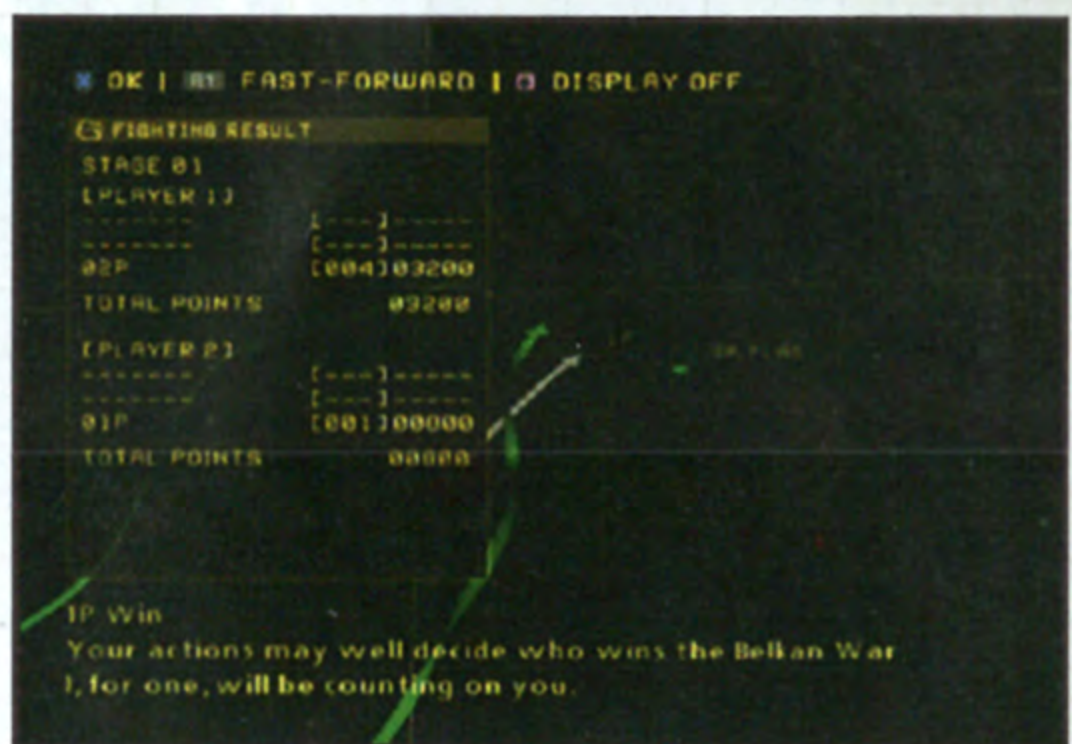 OK | R1 FAST-FORWARD | DISPLAY OFF
FIGHTING RESULT
STAGE 01
[PLAYER 1]
------- [---]-----
------- [---]-----
02P [004]03200
TOTAL POINTS 03200
[PLAYER 2]
------- [---]-----
------- [---]-----
01P [001]00000
TOTAL POINTS 00000
1P Win
Your actions may well decide who wins the Belkan War
I, for one, will be counting on you.